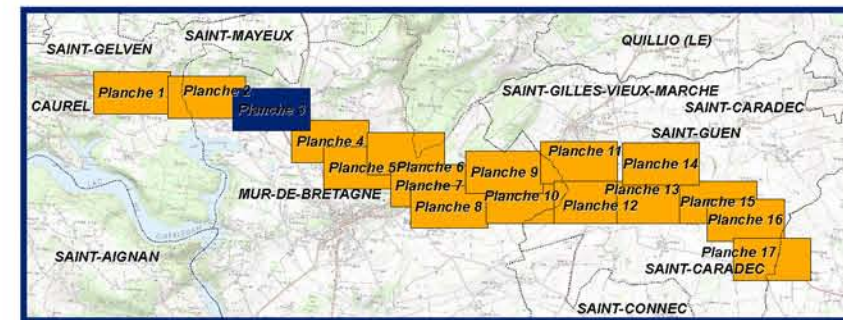 SAINT-MAYEUX
QUILLIO (LE)
SAINT-GELVEN
Planche 1
Planche 2
SAINT-GILLES-VIEUX-MARCHE
CAUREL
Planche 3
SAINT-CARADEC
SAINT-GUEN
Planche 4
Planche 11
Planche 14
Planche 5
Planche 6
Planche 9
Planche 7
Planche 13
MUR-DE-BRETAGNE
Planche 10
Planche 15
Planche 8
Planche 12
Planche 16
SAINT-AIGNAN
Planche 17
SAINT-CARADEC
SAINT-CONNEC